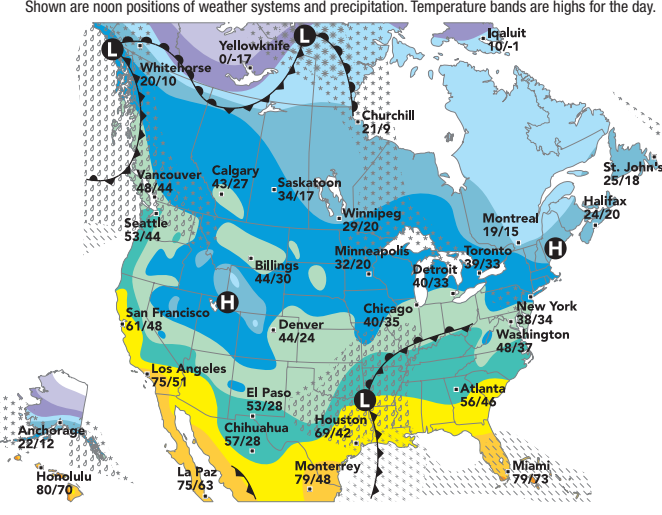 Shown are noon positions of weather systems and precipitation. Temperature bands are highs for the day.
L
L
Yellowknife
0/-17
Iqaluit
10/-1
Whitehorse
20/10
Churchill
21/9
Vancouver
48/44
Calgary
43/27
Saskatoon
34/17
St. John's
25/18
Halifax
24/20
Winnipeg
29/20
Montreal
19/15
Seattle
53/44
H
Minneapolis
32/20
Toronto
39/33
Billings
44/30
Detroit
40/33
H
San Francisco
61/48
Denver
44/24
Chicago
40/35
New York
38/34
Washington
48/37
Los Angeles
75/51
El Paso
53/28
L
Atlanta
56/46
Anchorage
22/12
Chihuahua
57/28
Houston
69/42
Honolulu
80/70
La Paz
75/63
Monterrey
79/48
Miami
79/73